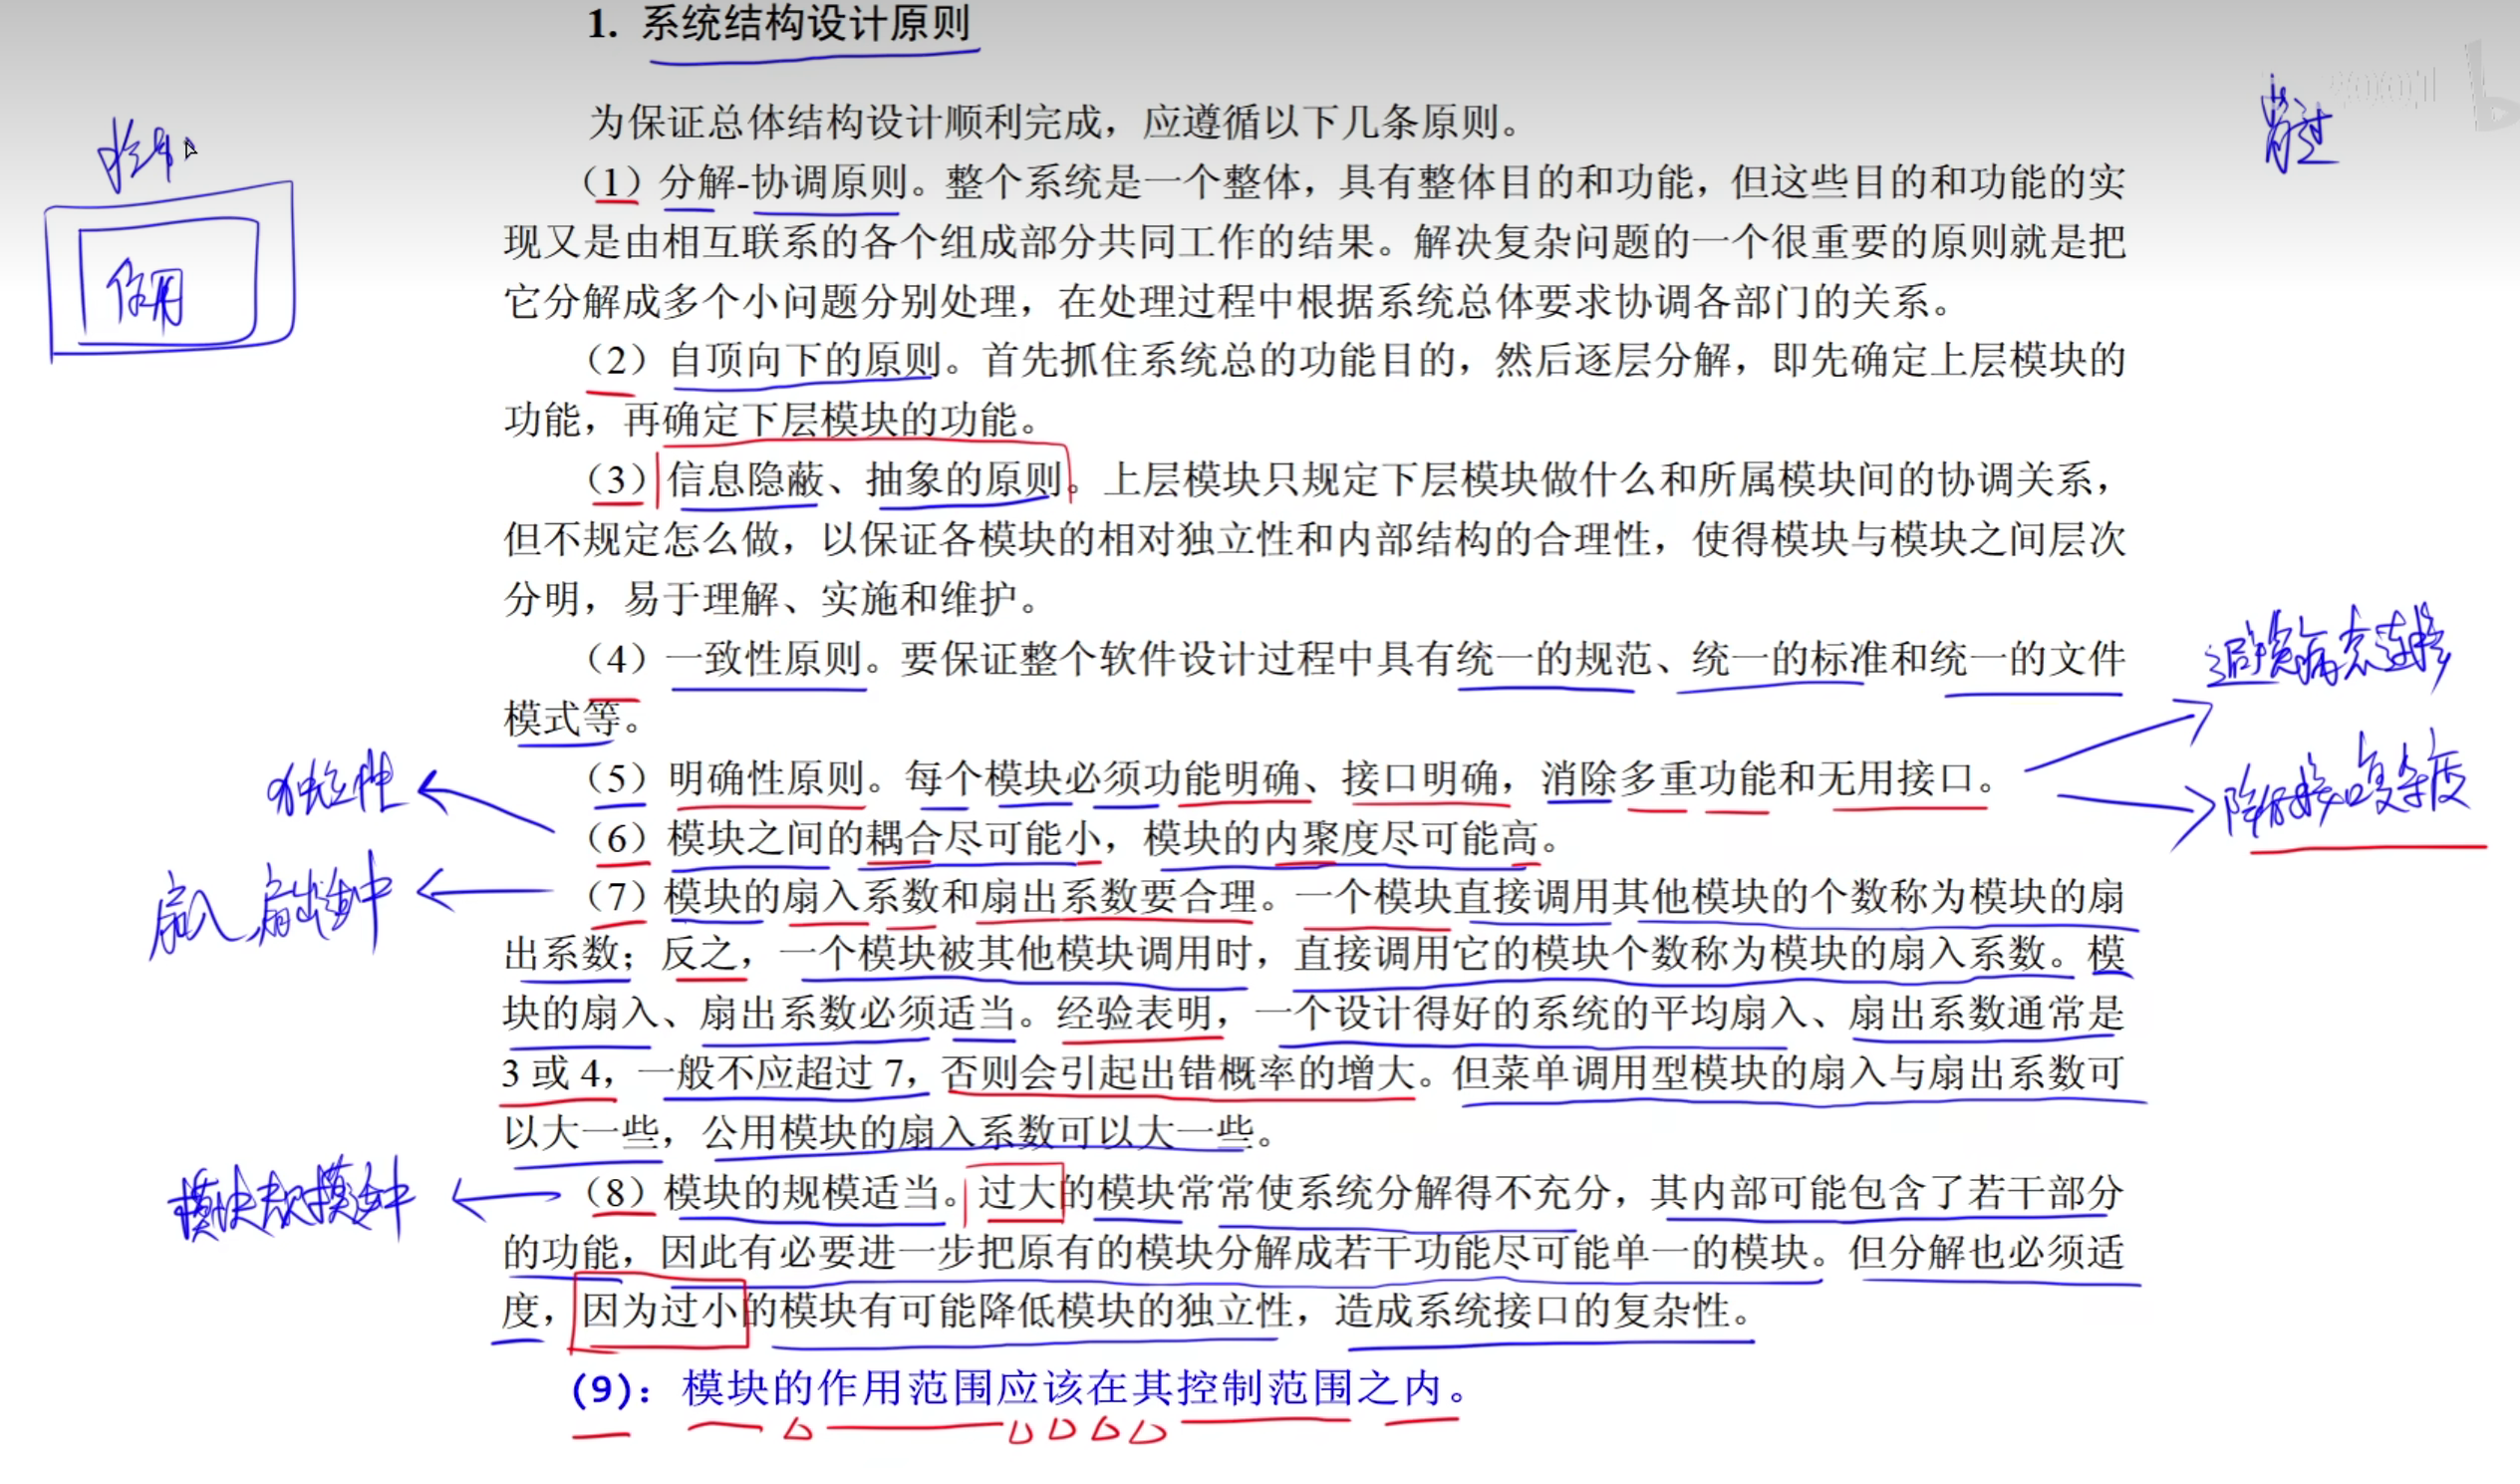 1. 系统结构设计原则
为保证总体结构设计顺利完成，应遵循以下几条原则。
（1）分解-协调原则。整个系统是一个整体，具有整体目的和功能，但这些目的和功能的实
现又是由相互联系的各个组成部分共同工作的结果。解决复杂问题的一个很重要的原则就是把
它分解成多个小问题分别处理，在处理过程中根据系统总体要求协调各部门的关系。
作用
（2）自顶向下的原则。首先抓住系统总的功能目的，然后逐层分解，即先确定上层模块的
功能，再确定下层模块的功能。
（3）信息隐蔽、抽象的原则。上层模块只规定下层模块做什么和所属模块间的协调关系，
但不规定怎么做，以保证各模块的相对独立性和内部结构的合理性，使得模块与模块之间层次
分明，易于理解、实施和维护。
（4）一致性原则。要保证整个软件设计过程中具有统一的规范、统一的标准和统一的文件
模式等。
避免病态连接
（5）明确性原则。每个模块必须功能明确、接口明确，消除多重功能和无用接口。
降低接口复杂度
独立性
（6）模块之间的耦合尽可能小，模块的内聚度尽可能高。
扇入,扇出适中
（7）模块的扇入系数和扇出系数要合理。一个模块直接调用其他模块的个数称为模块的扇
出系数；反之，一个模块被其他模块调用时，直接调用它的模块个数称为模块的扇入系数。模
块的扇入、扇出系数必须适当。经验表明，一个设计得好的系统的平均扇入、扇出系数通常是
3 或 4，一般不应超过 7，否则会引起出错概率的增大。但菜单调用型模块的扇入与扇出系数可
以大一些，公用模块的扇入系数可以大一些。
模块规模适中
（8）模块的规模适当。过大的模块常常使系统分解得不充分，其内部可能包含了若干部分
的功能，因此有必要进一步把原有的模块分解成若干功能尽可能单一的模块。但分解也必须适
度，因为过小的模块有可能降低模块的独立性，造成系统接口的复杂性。
(9)：模块的作用范围应该在其控制范围之内。